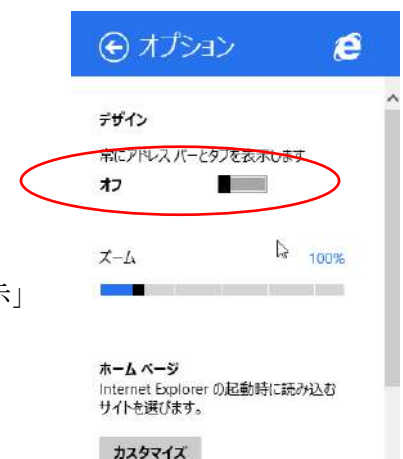 オプション
デザイン
常にアドレス バーとタブを表示します
オフ
ズーム
100%
示」
ホーム ページ
Internet Explorer の起動時に読み込む
サイトを選びます。
カスタマイズ